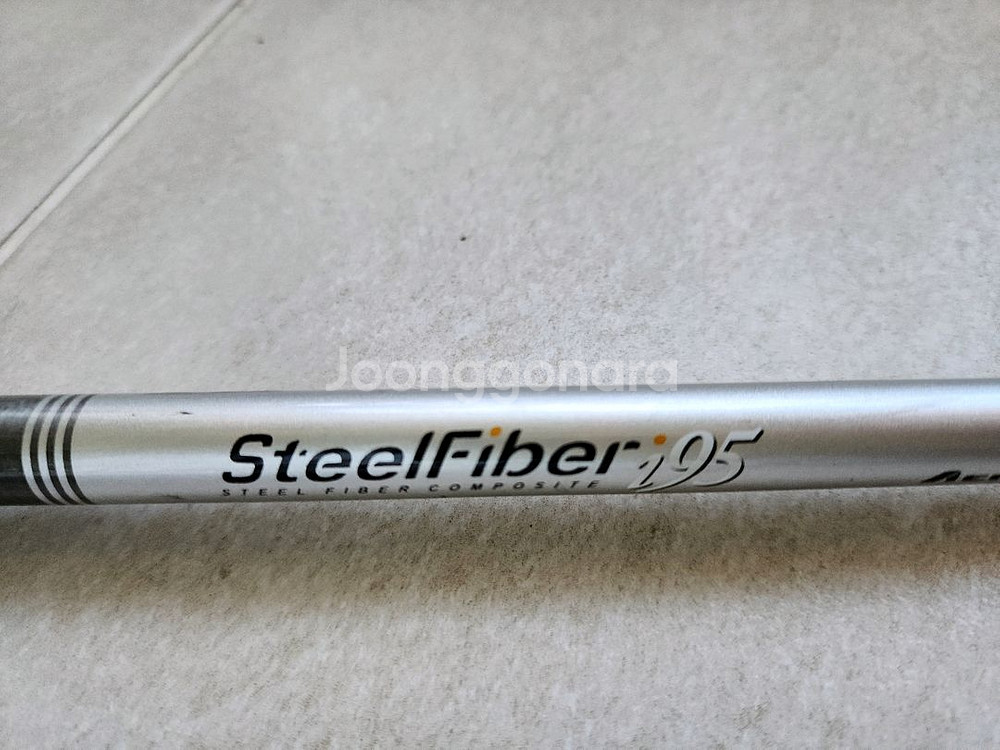 Joonggonara
SteelFiber i95
STEEL FIBER COMPOSITE